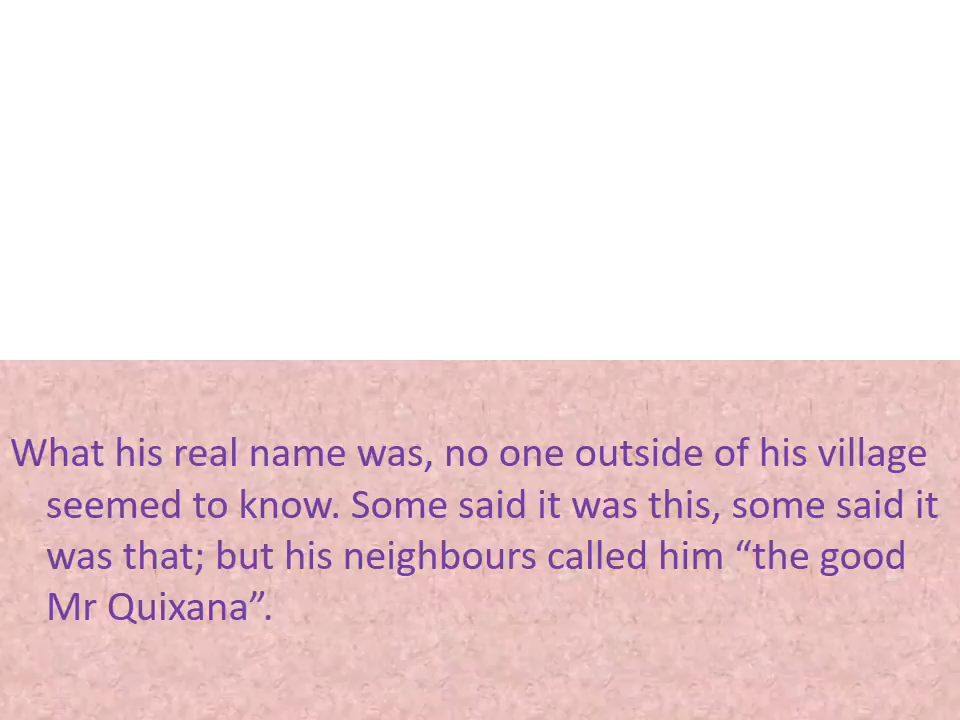 What his real name was, no one outside of his village
seemed to know. Some said it was this, some said it
was that; but his neighbours called him “the good
Mr Quixana”.